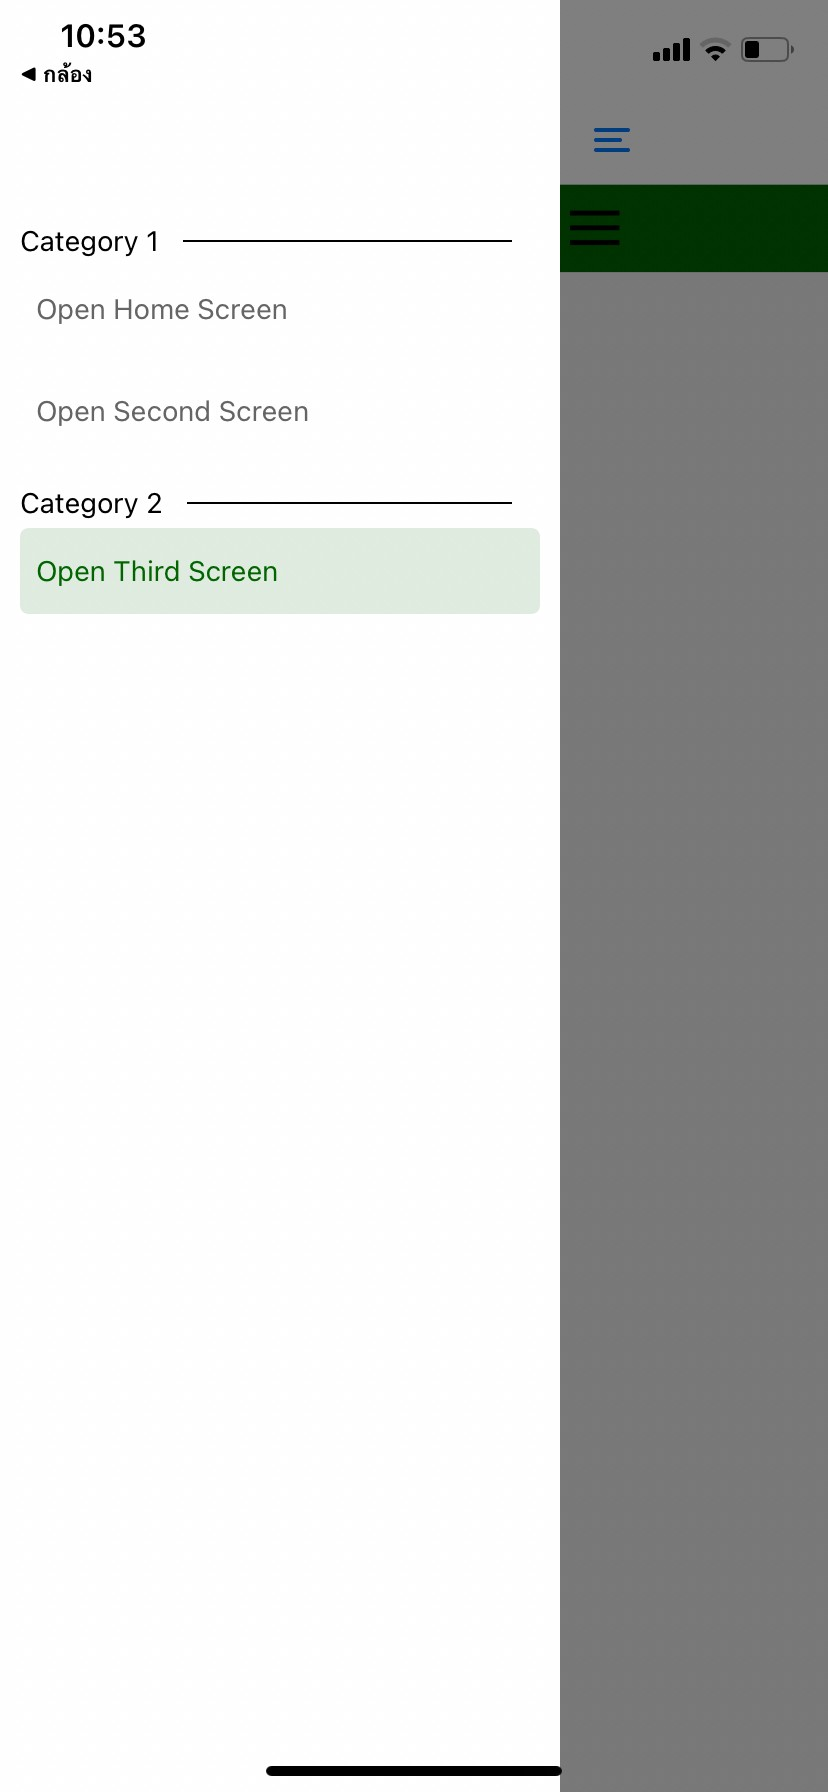 10:53
◀ กล้อง
Category 1
Open Home Screen
Open Second Screen
Category 2
Open Third Screen